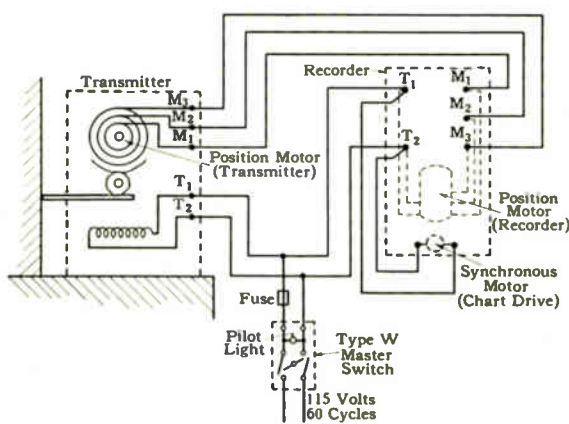 Transmitter
M3
M2
M1
Position Motor
(Transmitter)
T1
T2
Recorder
T1
M1
M2
T2
M3
Position
Motor
(Recorder)
Synchronous
Motor
(Chart Drive)
Fuse
Pilot
Light
Type W
Master
Switch
115 Volts
60 Cycles